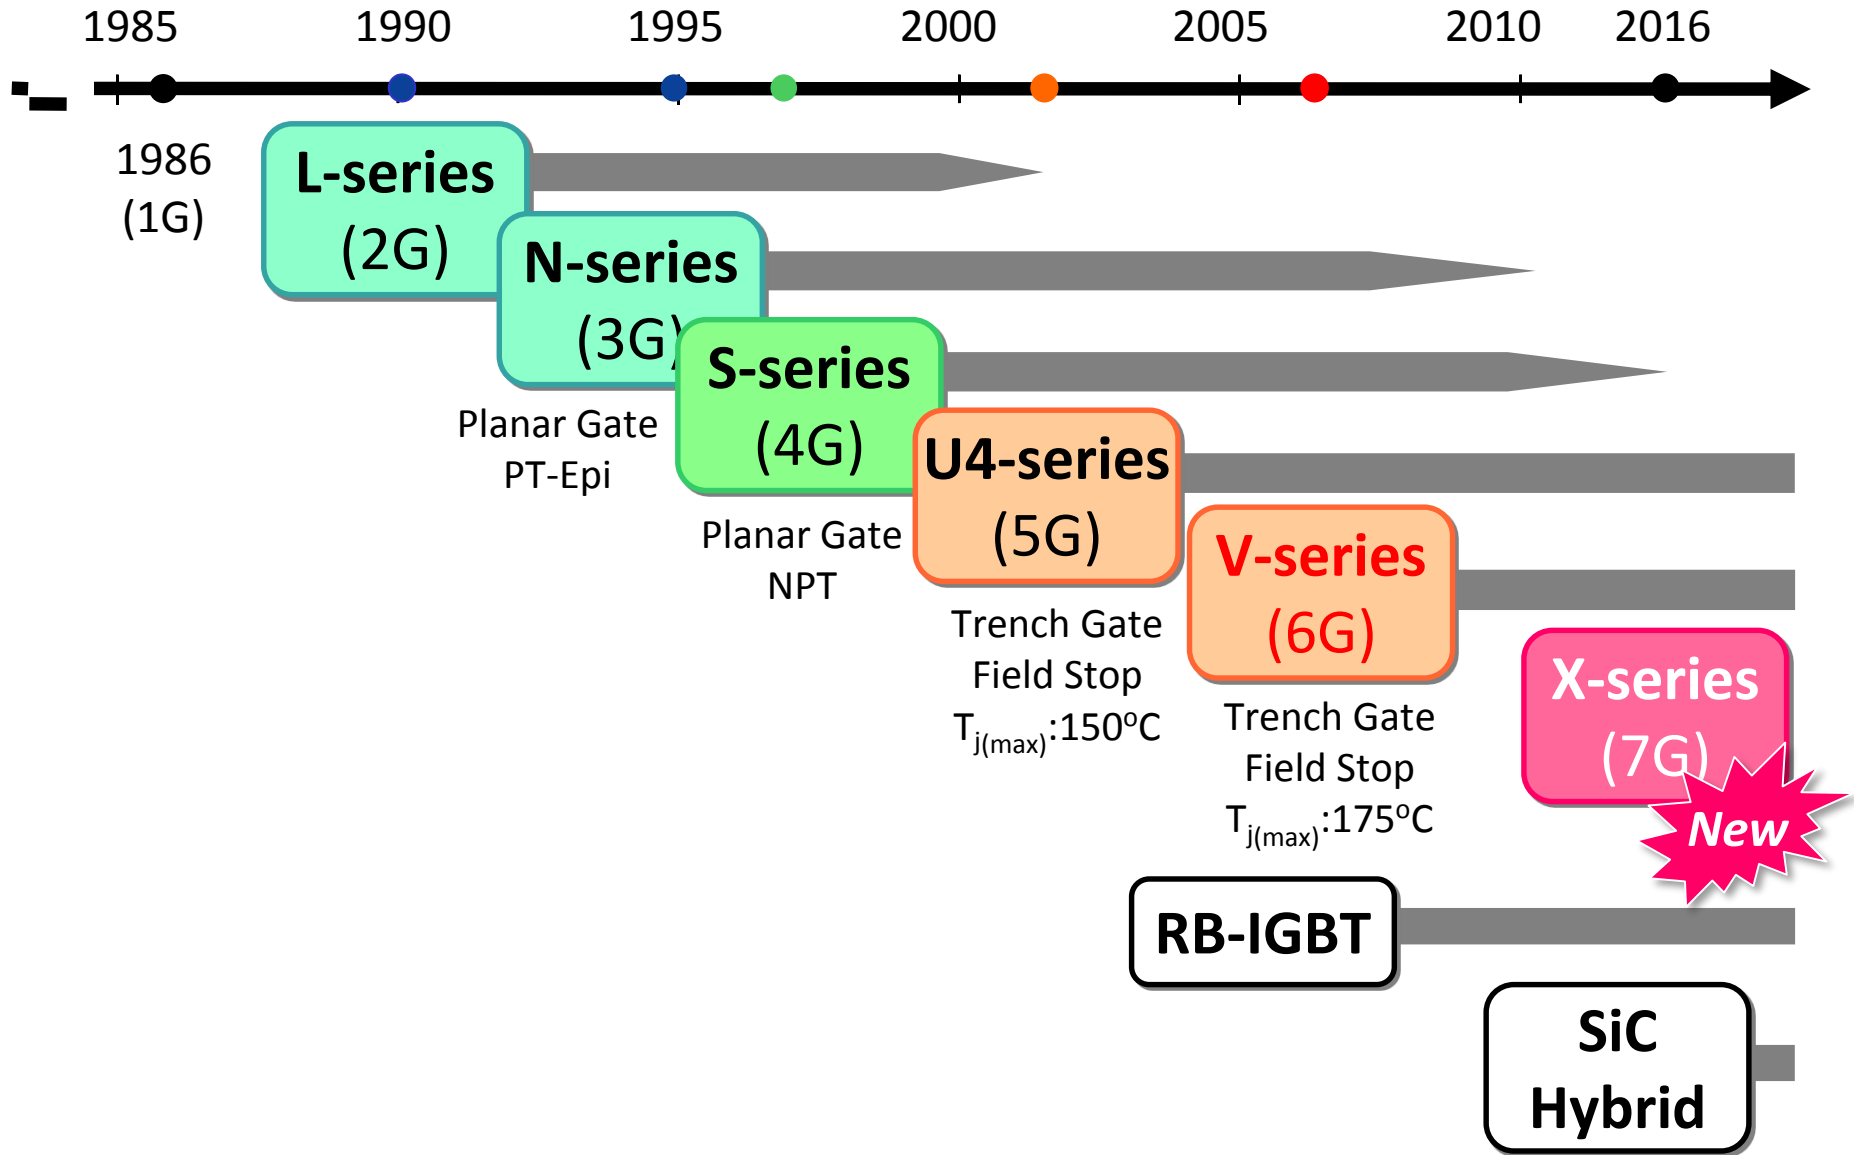 1985 1990 1995 2000 2005 2010 2016
1986
(1G)
L-series
(2G)
N-series
(3G)
Planar Gate
PT-Epi
S-series
(4G)
Planar Gate
NPT
U4-series
(5G)
Trench Gate
Field Stop
Tj(max):150°C
V-series
(6G)
Trench Gate
Field Stop
Tj(max):175°C
X-series
(7G)
New
RB-IGBT
SiC
Hybrid